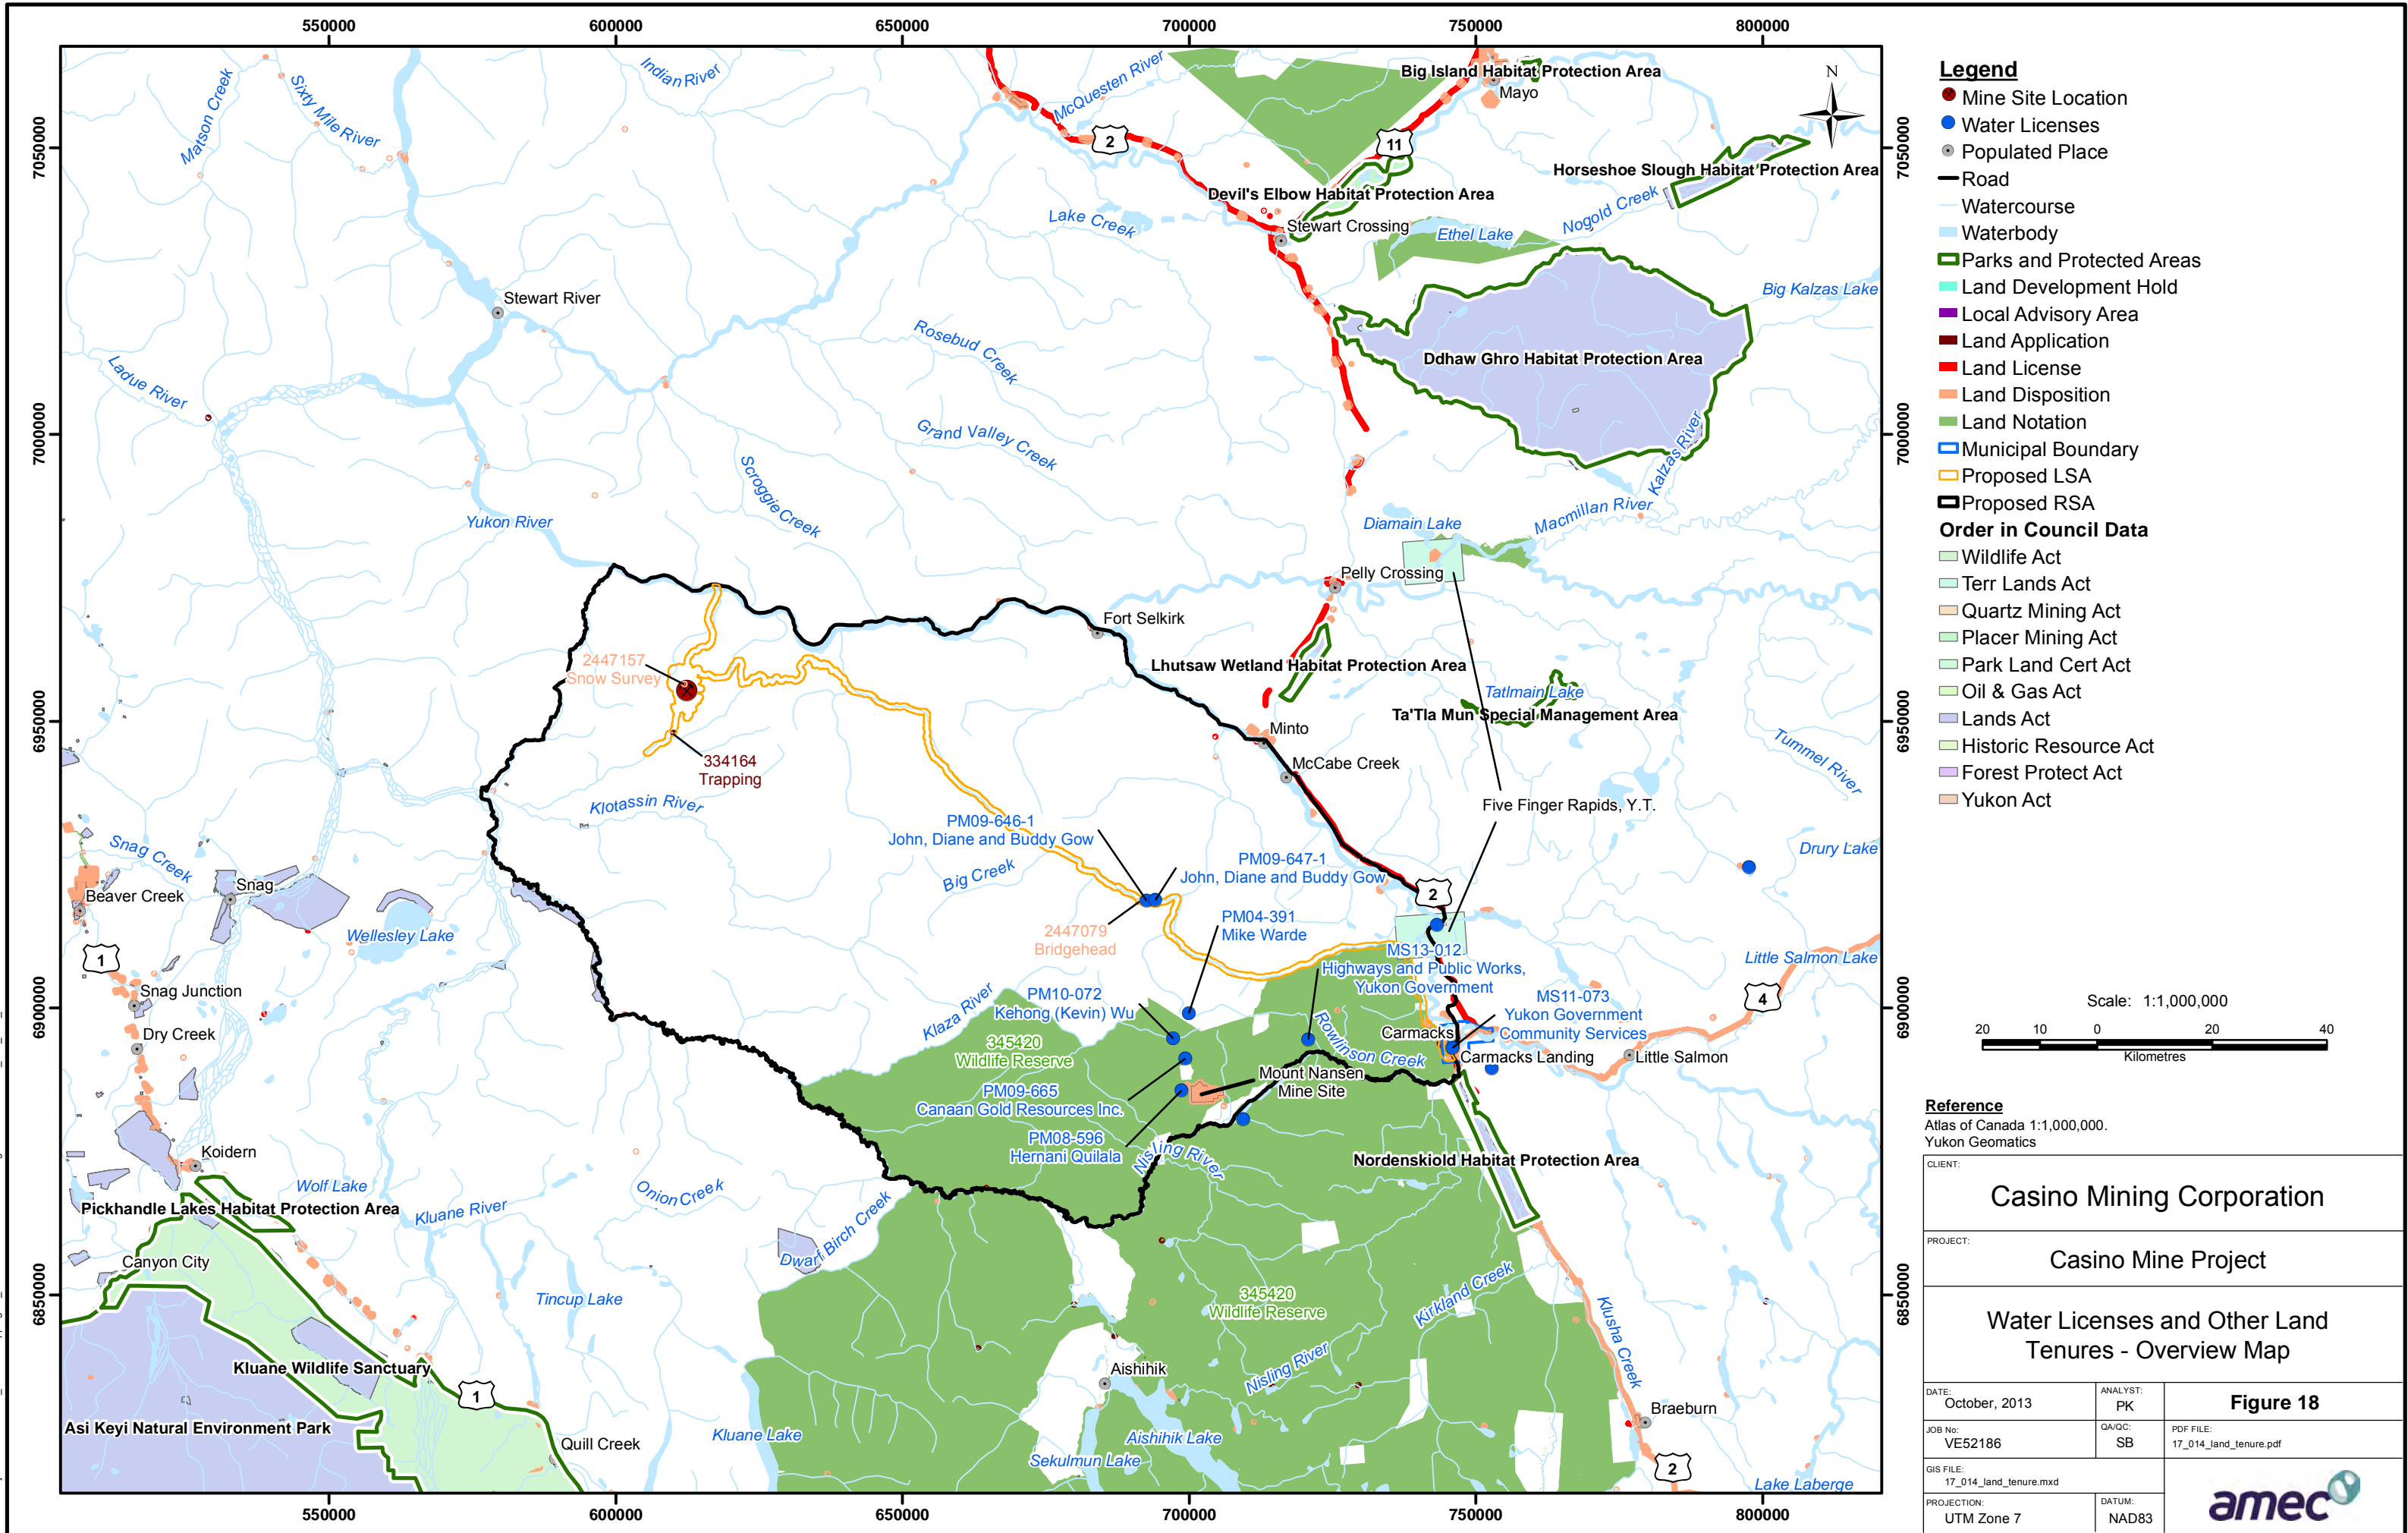 550000
600000
650000
700000
750000
800000
7050000
7000000
6950000
6900000
6850000
7050000
7000000
6950000
6900000
6850000
550000
600000
650000
700000
750000
800000
Matson Creek
Sixty Mile River
Indian River
McQuesten River
2
11
Big Island Habitat Protection Area
Mayo
N
Horseshoe Slough Habitat Protection Area
Devil's Elbow Habitat Protection Area
Nogold Creek
Lake Creek
Stewart Crossing
Ethel Lake
Big Kalzas Lake
Stewart River
Rosebud Creek
Ddhaw Ghro Habitat Protection Area
Ladue River
Grand Valley Creek
Scroggie Creek
Kalzas River
Yukon River
Diamain Lake
Macmillan River
Pelly Crossing
Fort Selkirk
2447157
Snow Survey
Lhutsaw Wetland Habitat Protection Area
Tatlmain Lake
Ta'Tla Mun Special Management Area
Minto
Tummel River
334164
Trapping
McCabe Creek
Klotassin River
Five Finger Rapids, Y.T.
PM09-646-1
John, Diane and Buddy Gow
PM09-647-1
John, Diane and Buddy Gow
Big Creek
Drury Lake
Snag Creek
Beaver Creek
Snag
2
PM04-391
Mike Warde
2447079
Bridgehead
Wellesley Lake
1
MS13-012
Highways and Public Works,
Yukon Government
Little Salmon Lake
Snag Junction
PM10-072
Kehong (Kevin) Wu
MS11-073
Yukon Government
Community Services
4
Klaza River
Dry Creek
345420
Wildlife Reserve
Rowlinson Creek
Carmacks
Carmacks Landing
Little Salmon
Mount Nansen
Mine Site
PM09-665
Canaan Gold Resources Inc.
PM08-596
Hernani Quilala
Nisling River
Nordenskiold Habitat Protection Area
Koidern
Wolf Lake
Onion Creek
Pickhandle Lakes Habitat Protection Area
Kluane River
Dwarf Birch Creek
Canyon City
Tincup Lake
345420
Wildlife Reserve
Kirkland Creek
Klusha Creek
Kluane Wildlife Sanctuary
Aishihik
Nisling River
1
Braeburn
Asi Keyi Natural Environment Park
Quill Creek
Kluane Lake
Aishihik Lake
Sekulmun Lake
2
Lake Laberge
Legend
Mine Site Location
Water Licenses
Populated Place
Road
Watercourse
Waterbody
Parks and Protected Areas
Land Development Hold
Local Advisory Area
Land Application
Land License
Land Disposition
Land Notation
Municipal Boundary
Proposed LSA
Proposed RSA
Order in Council Data
Wildlife Act
Terr Lands Act
Quartz Mining Act
Placer Mining Act
Park Land Cert Act
Oil & Gas Act
Lands Act
Historic Resource Act
Forest Protect Act
Yukon Act
Scale: 1:1,000,000
20 10 0 20 40
Kilometres
Reference
Atlas of Canada 1:1,000,000.
Yukon Geomatics
CLIENT:
Casino Mining Corporation
PROJECT:
Casino Mine Project
Water Licenses and Other Land
Tenures - Overview Map
DATE:
October, 2013
ANALYST:
PK
Figure 18
JOB No:
VE52186
QA/QC:
SB
PDF FILE:
17_014_land_tenure.pdf
GIS FILE:
17_014_land_tenure.mxd
PROJECTION:
UTM Zone 7
DATUM:
NAD83
amec